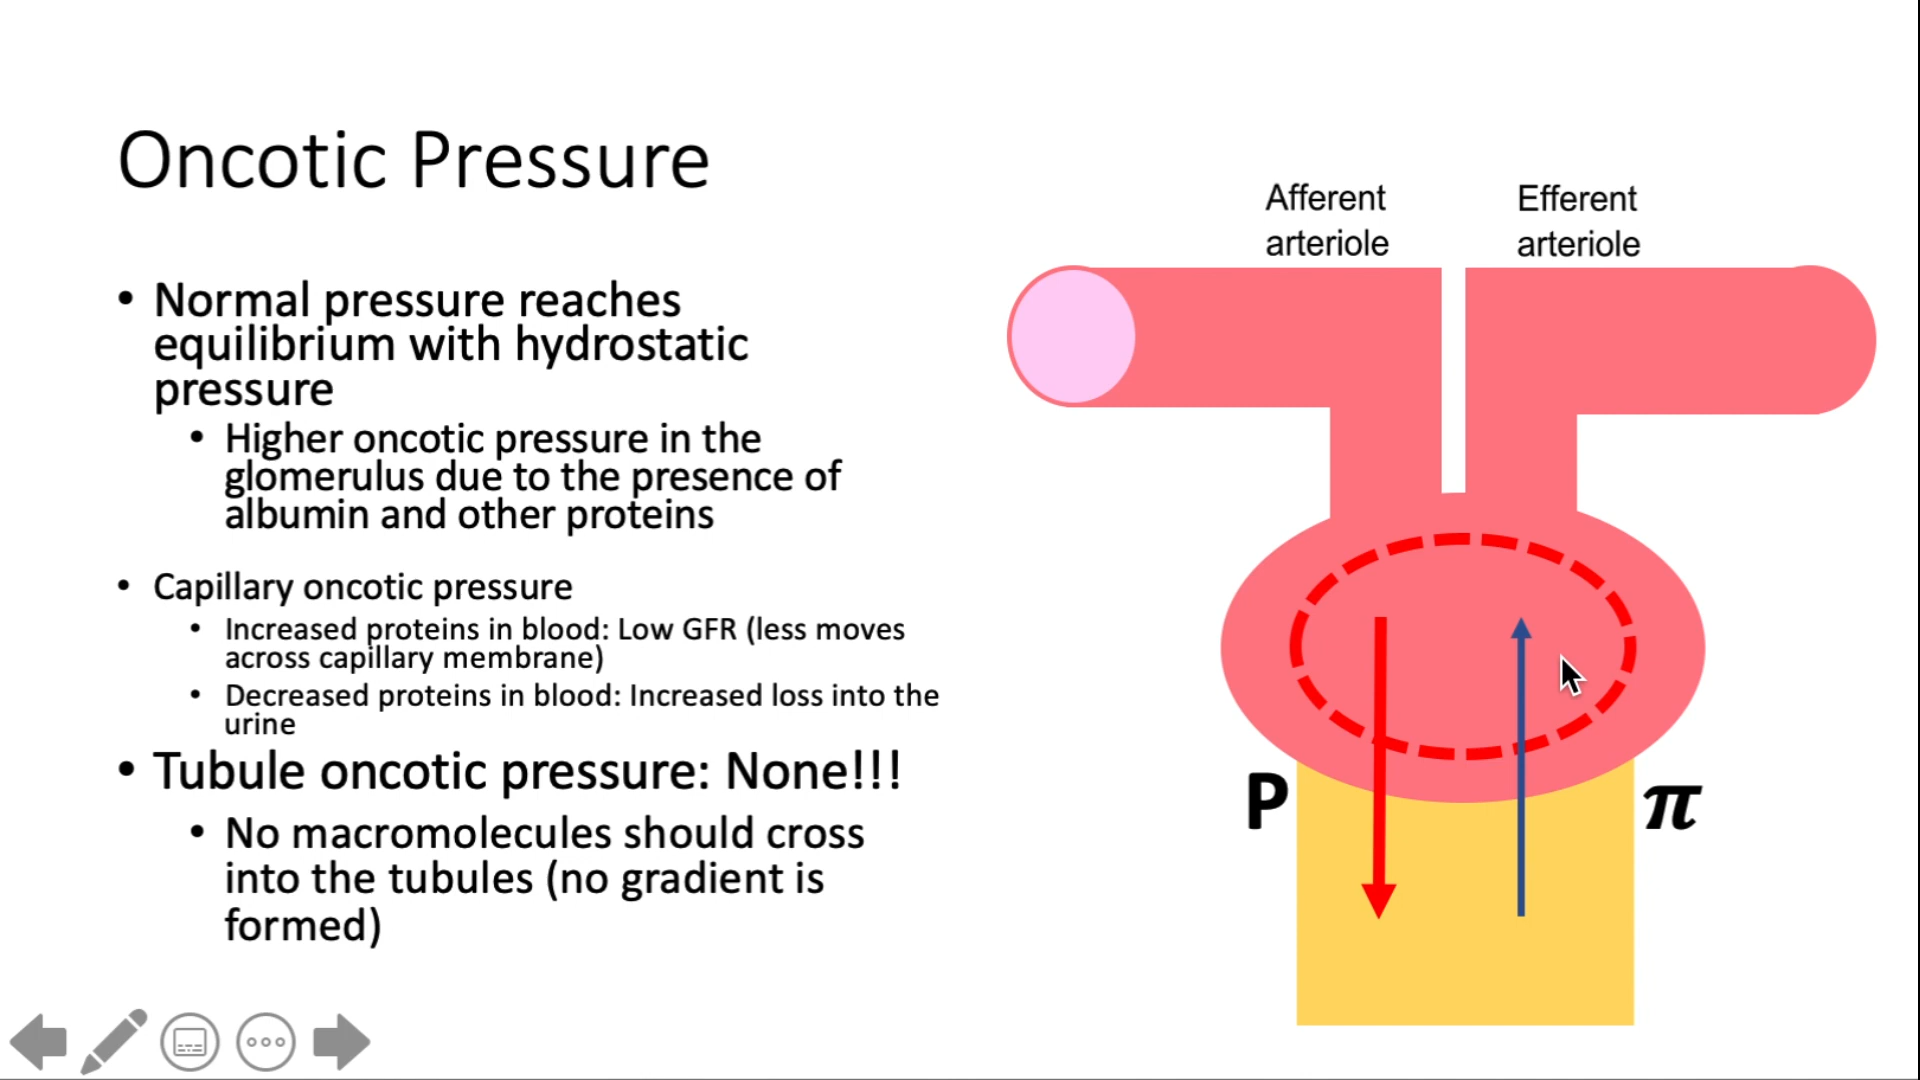 Oncotic Pressure
• Normal pressure reaches
equilibrium with hydrostatic
pressure
• Higher oncotic pressure in the
glomerulus due to the presence of
albumin and other proteins
• Capillary oncotic pressure
• Increased proteins in blood: Low GFR (less moves
across capillary membrane)
• Decreased proteins in blood: Increased loss into the
urine
• Tubule oncotic pressure: None!!!
• No macromolecules should cross
into the tubules (no gradient is
formed)
Afferent
arteriole
Efferent
arteriole
P
π